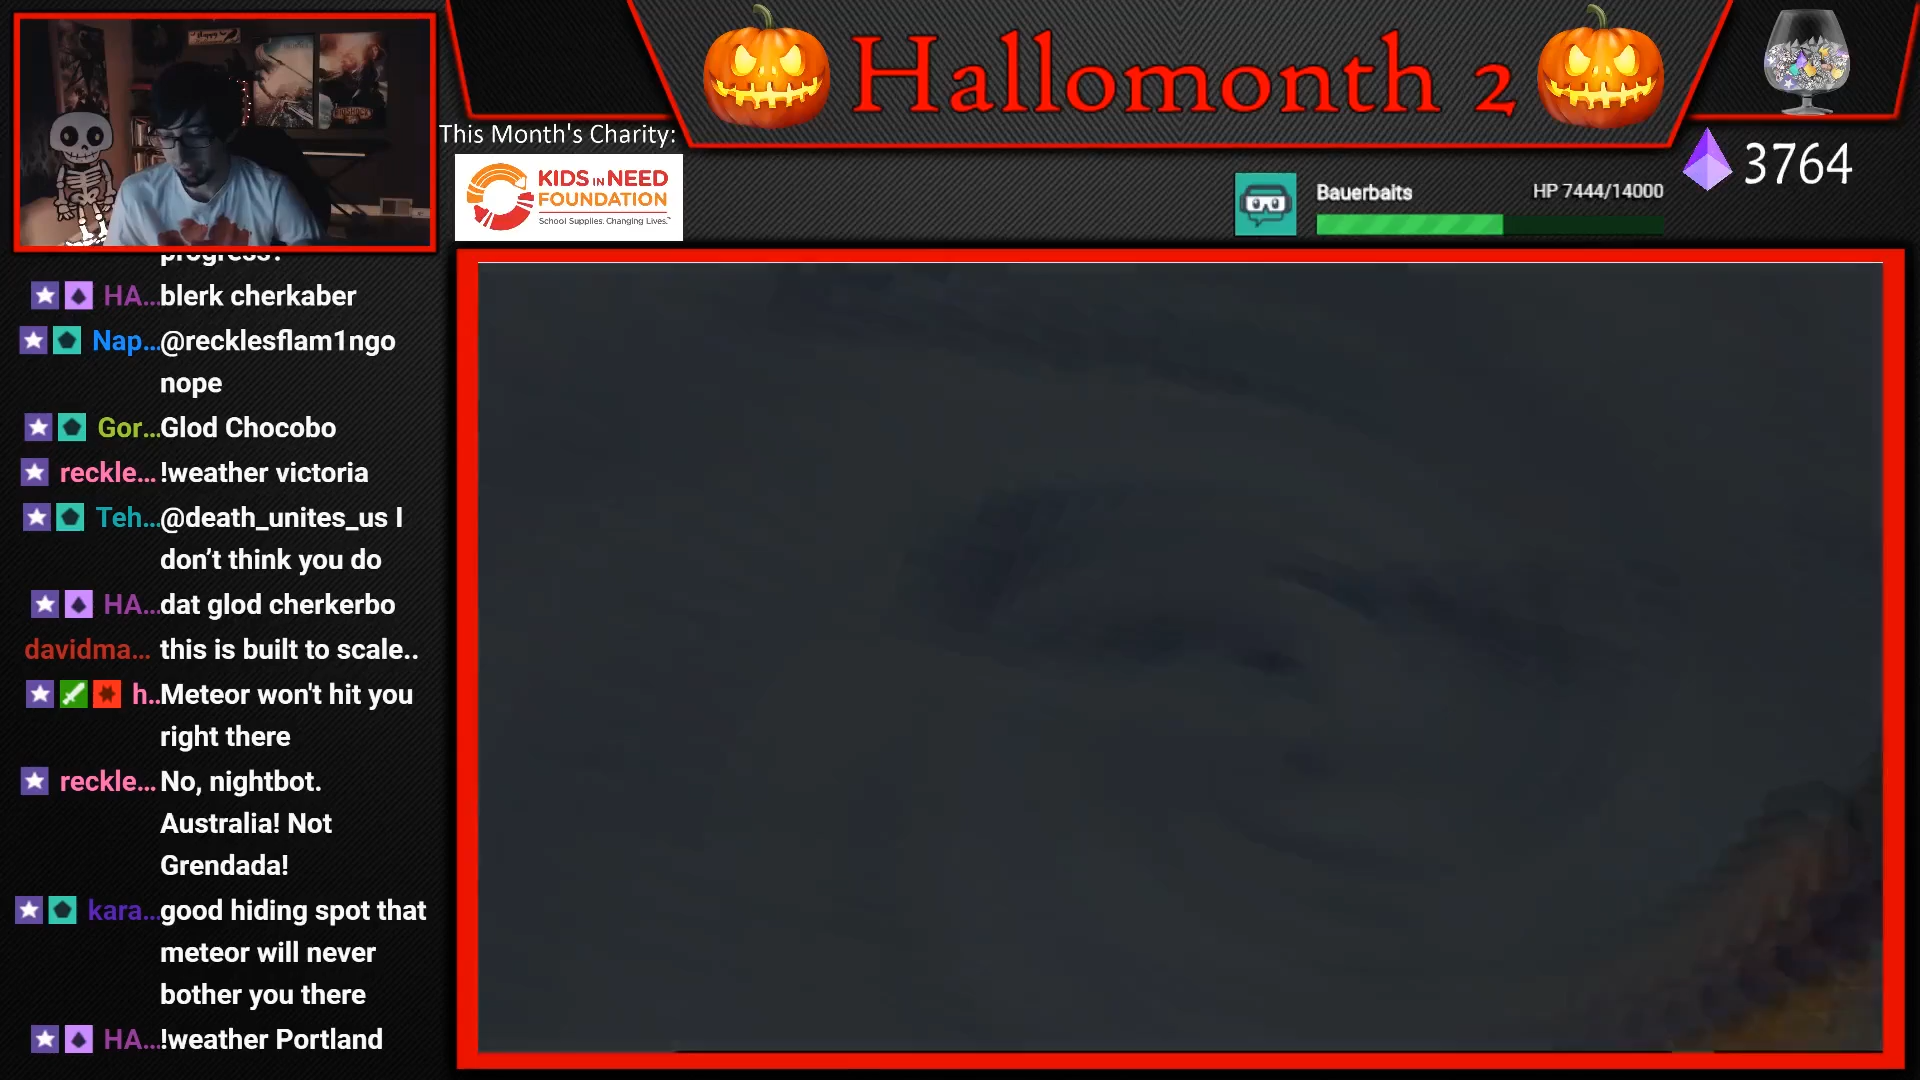 Hallomonth 2
This Month's Charity:
KIDS IN NEED
FOUNDATION
School Supplies. Changing Lives.
Bauerbaits
HP 7444/14000
3764
progress?
HA...blerk cherkaber
Nap...@recklesflam1ngo
nope
Gor...Glod Chocobo
reckle...!weather victoria
Teh...@death_unites_us I
don’t think you do
HA...dat glod cherkerbo
davidma... this is built to scale..
h..Meteor won't hit you
right there
reckle...No, nightbot.
Australia! Not
Grendada!
kara...good hiding spot that
meteor will never
bother you there
HA...!weather Portland